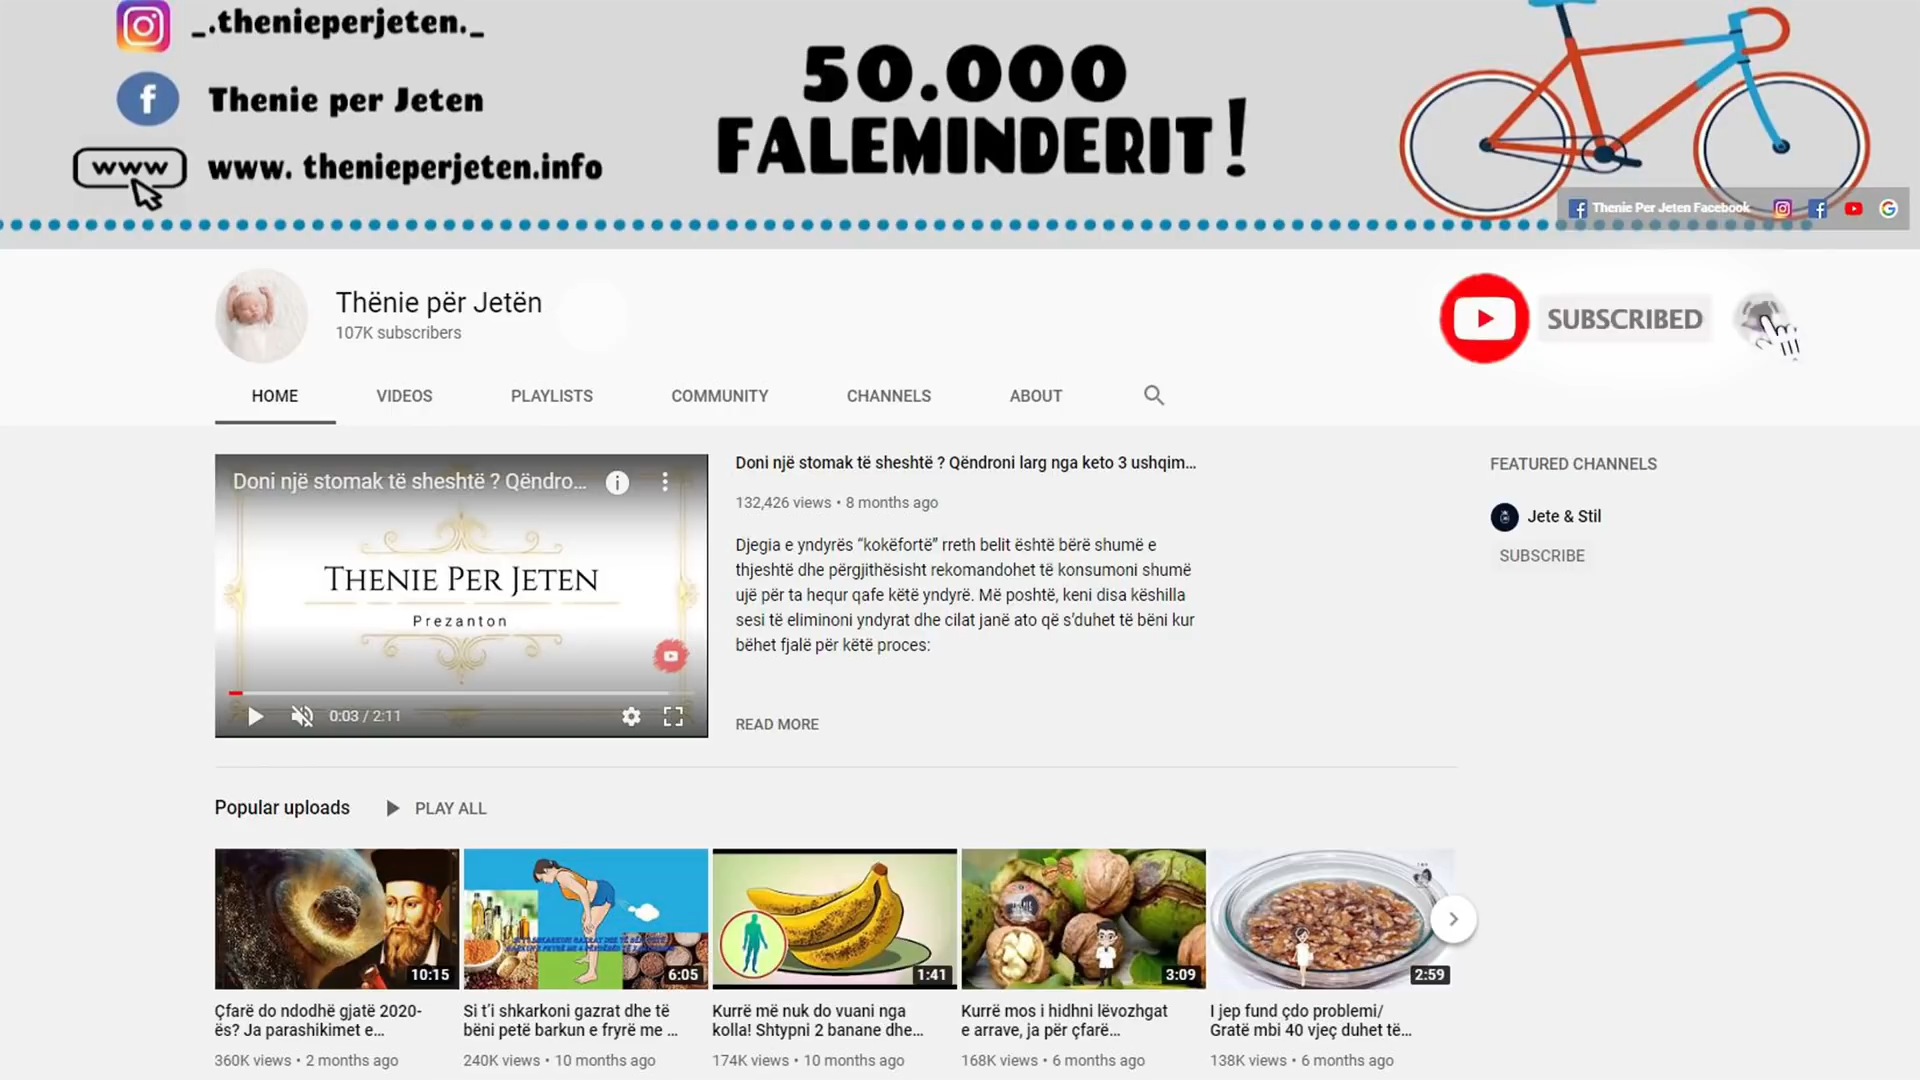 _.thenieperjeten._
Thenie per Jeten
www
www. thenieperjeten.info
50.000
FALEMINDERIT!
Thenie Per Jeten Facebook
Thënie për Jetën
107K subscribers
SUBSCRIBED
HOME
VIDEOS
PLAYLISTS
COMMUNITY
CHANNELS
ABOUT
Doni një stomak të sheshtë ? Qëndro...
THENIE PER JETEN
Prezanton
0:03 / 2:11
Doni një stomak të sheshtë ? Qëndroni larg nga keto 3 ushqim...
132,426 views • 8 months ago
Djegia e yndyrës “kokëfortë” rreth belit është bërë shumë e
thjeshtë dhe përgjithësisht rekomandohet të konsumoni shumë
ujë për ta hequr qafe këtë yndyrë. Më poshtë, keni disa këshilla
sesi të eliminoni yndyrat dhe cilat janë ato që s’duhet të bëni kur
bëhet fjalë për këtë proces:
READ MORE
FEATURED CHANNELS
Jete & Stil
SUBSCRIBE
Popular uploads
PLAY ALL
10:15
Çfarë do ndodhë gjatë 2020-
ës? Ja parashikimet e...
360K views • 2 months ago
6:05
Si t’i shkarkoni gazrat dhe të
bëni petë barkun e fryrë me ...
240K views • 10 months ago
1:41
Kurrë më nuk do vuani nga
kolla! Shtypni 2 banane dhe...
174K views • 10 months ago
3:09
Kurrë mos i hidhni lëvozhgat
e arrave, ja për çfarë...
168K views • 6 months ago
2:59
I jep fund çdo problemi/
Gratë mbi 40 vjeç duhet të...
138K views • 6 months ago